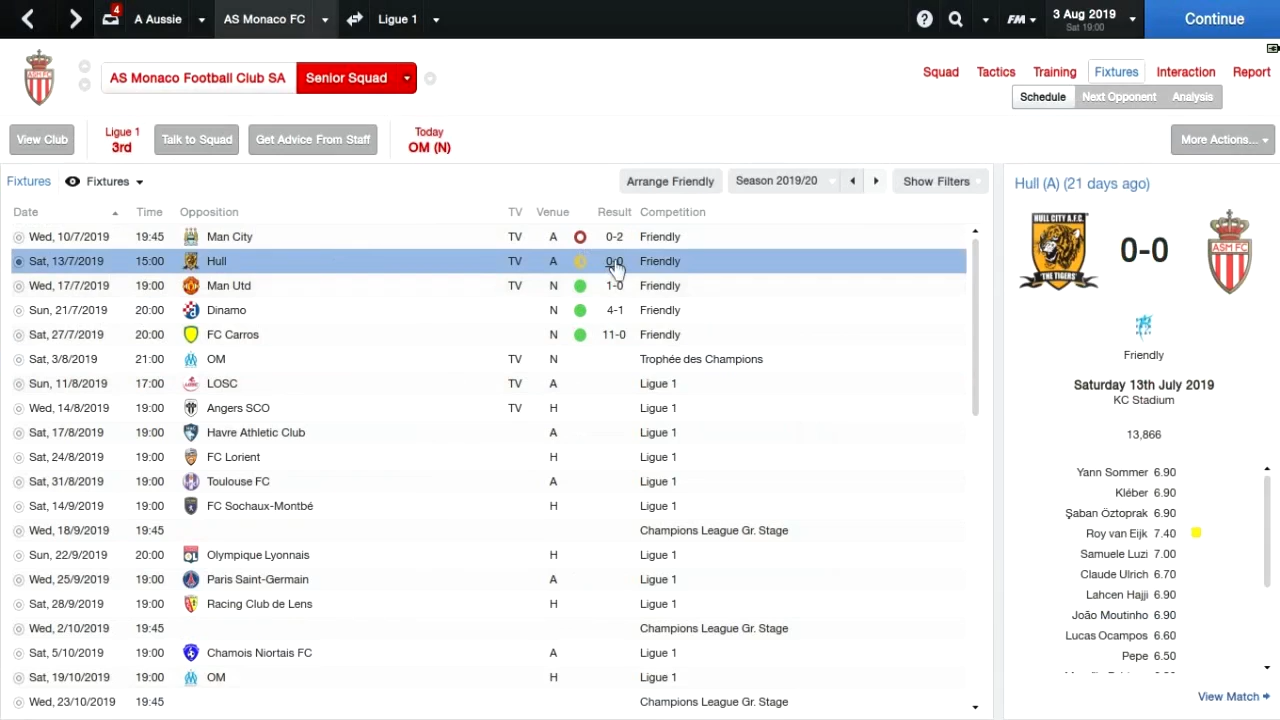 4 A Aussie AS Monaco FC Ligue 1 ? FM 3 Aug 2019 Continue
Sat 19:00
AS Monaco Football Club SA Senior Squad
Squad Tactics Training Fixtures Interaction Report
Schedule Next Opponent Analysis
View Club Ligue 1 Talk to Squad Get Advice From Staff Today More Actions...
3rd OM (N)
Fixtures Fixtures Arrange Friendly Season 2019/20 Show Filters
Date Time Opposition TV Venue Result Competition
Wed, 10/7/2019 19:45 Man City TV A 0-2 Friendly
Sat, 13/7/2019 15:00 Hull TV A 0-0 Friendly
Wed, 17/7/2019 19:00 Man Utd TV N 1-0 Friendly
Sun, 21/7/2019 20:00 Dinamo N 4-1 Friendly
Sat, 27/7/2019 20:00 FC Carros N 11-0 Friendly
Sat, 3/8/2019 21:00 OM TV N Trophée des Champions
Sun, 11/8/2019 17:00 LOSC TV A Ligue 1
Wed, 14/8/2019 19:00 Angers SCO TV H Ligue 1
Sat, 17/8/2019 19:00 Havre Athletic Club A Ligue 1
Sat, 24/8/2019 19:00 FC Lorient H Ligue 1
Sat, 31/8/2019 19:00 Toulouse FC A Ligue 1
Sat, 14/9/2019 19:00 FC Sochaux-Montbé H Ligue 1
Wed, 18/9/2019 19:45 Champions League Gr. Stage
Sun, 22/9/2019 20:00 Olympique Lyonnais H Ligue 1
Wed, 25/9/2019 19:00 Paris Saint-Germain A Ligue 1
Sat, 28/9/2019 19:00 Racing Club de Lens H Ligue 1
Wed, 2/10/2019 19:45 Champions League Gr. Stage
Sat, 5/10/2019 19:00 Chamois Niortais FC A Ligue 1
Sat, 19/10/2019 19:00 OM H Ligue 1
Wed, 23/10/2019 19:45 Champions League Gr. Stage
Hull (A) (21 days ago)
HULL CITY A.F.C. "THE TIGERS" 0-0 ASM FC
Friendly
Saturday 13th July 2019
KC Stadium
13,866
Yann Sommer 6.90
Kléber 6.90
Şaban Öztoprak 6.90
Roy van Eijk 7.40
Samuele Luzi 7.00
Claude Ulrich 6.70
Lahcen Hajji 6.90
João Moutinho 6.90
Lucas Ocampos 6.60
Pepe 6.50
View Match